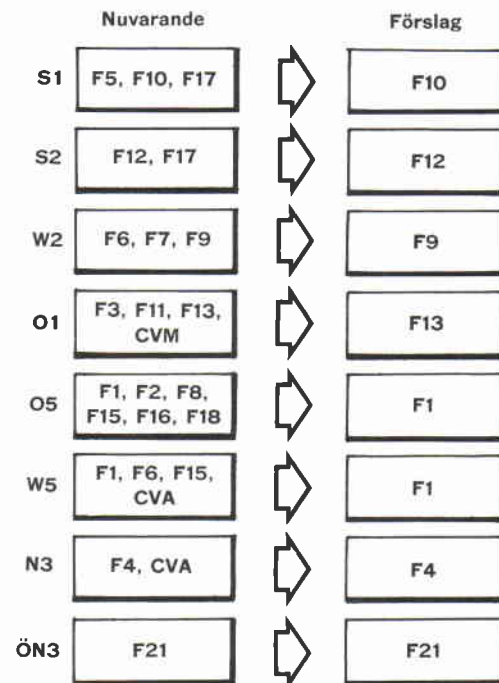 Nuvarande Förslag
S1 F5, F10, F17 F10
S2 F12, F17 F12
W2 F6, F7, F9 F9
O1 F3, F11, F13, CVM F13
O5 F1, F2, F8, F15, F16, F18 F1
W5 F1, F6, F15, CVA F1
N3 F4, CVA F4
ÖN3 F21 F21